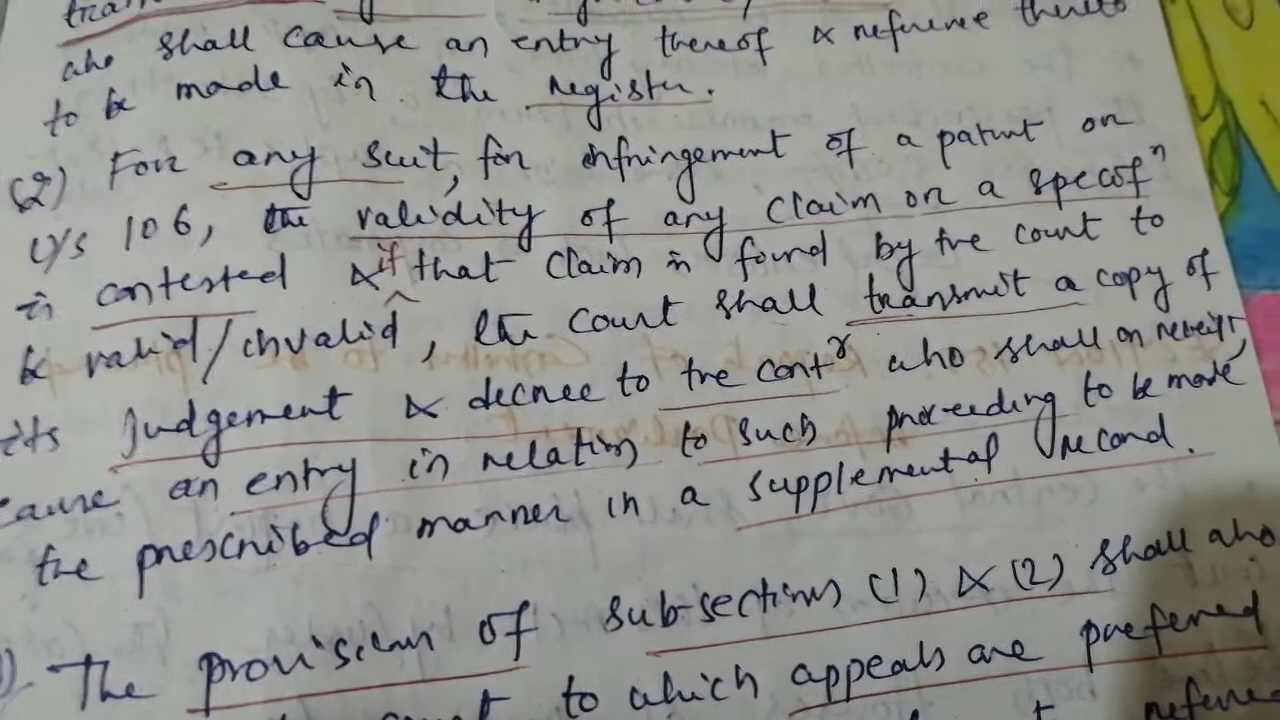 who shall cause an entry thereof & reference thereto
to be made in the register.
(2) For any suit, for infringement of a patent or
u/s 106, the validity of any claim or a specifⁿ
is contested & if that claim is found by the court to
be valid/invalid, the court shall transmit a copy of
its judgement & decree to the contʳ who shall on receipt,
cause an entry in relation to such proceeding to be made
the prescribed manner in a supplemental record.
The provision of sub-sections (1) & (2) shall also
to which appeals are preferred